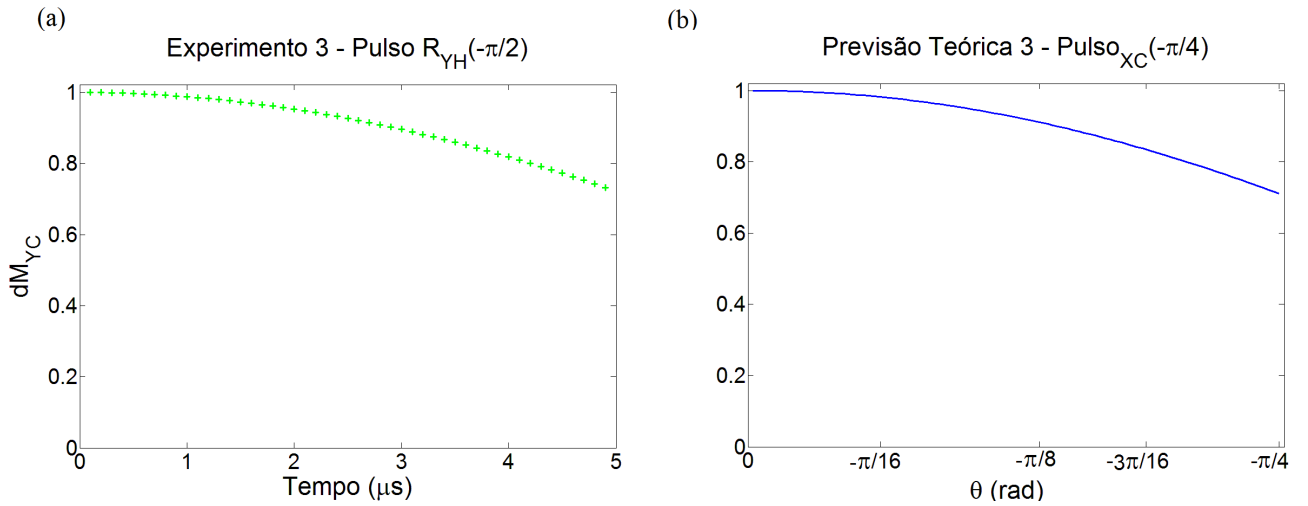 (a)
Experimento 3 - Pulso R_YH(-π/2)
dM_YC
1
0.8
0.6
0.4
0.2
0
0 1 2 3 4 5
Tempo (μs)
(b)
Previsão Teórica 3 - Pulso_XC(-π/4)
1
0.8
0.6
0.4
0.2
0
0 -π/16 -π/8 -3π/16 -π/4
θ (rad)